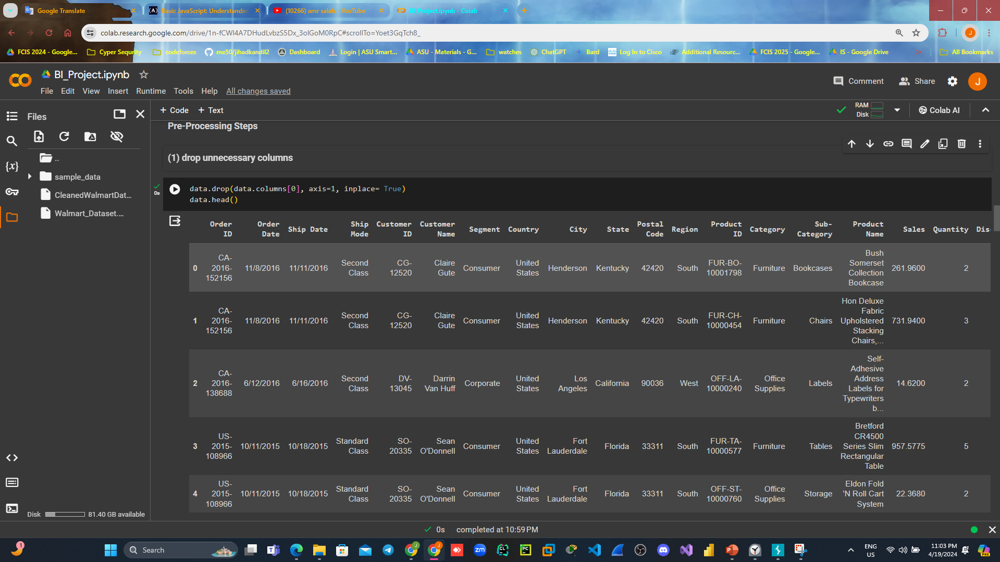 Google Translate
Basic JavaScript: Understandin
(10266) amr salah - YouTube
BI_Project.ipynb - Colab
colab.research.google.com/drive/1n-fCWl4A7DHudLvbzS5Dx_3olGoM0RpC#scrollTo=Yoet3GqTch8_
J
FCIS 2024 - Google...
Cyper Sequrity
codeforces
me50/jihadkandil2
Dashboard
Login | ASU Smart...
ASU - Materials - G...
watches
ChatGPT
Bard
Log In to Cisco
Additional Resourc...
FCIS 2025 - Google...
IS - Google Drive
All Bookmarks
BI_Project.ipynb
File Edit View Insert Runtime Tools Help All changes saved
Comment
Share
J
Files
+ Code + Text
RAM
Disk
Colab AI
Pre-Processing Steps
..
sample_data
CleanedWalmartDat...
Walmart_Dataset....
{x}
(1) drop unnecessary columns
0s
data.drop(data.columns[0], axis=1, inplace= True)
data.head()
Order ID Order Date Ship Date Ship Mode Customer ID Customer Name Segment Country City State Postal Code Region Product ID Category Sub-Category Product Name Sales Quantity Dis
0 CA-2016-152156 11/8/2016 11/11/2016 Second Class CG-12520 Claire Gute Consumer United States Henderson Kentucky 42420 South FUR-BO-10001798 Furniture Bookcases Bush Somerset Collection Bookcase 261.9600 2
1 CA-2016-152156 11/8/2016 11/11/2016 Second Class CG-12520 Claire Gute Consumer United States Henderson Kentucky 42420 South FUR-CH-10000454 Furniture Chairs Hon Deluxe Fabric Upholstered Stacking Chairs,... 731.9400 3
2 CA-2016-138688 6/12/2016 6/16/2016 Second Class DV-13045 Darrin Van Huff Corporate United States Los Angeles California 90036 West OFF-LA-10000240 Office Supplies Labels Self-Adhesive Address Labels for Typewriters b... 14.6200 2
3 US-2015-108966 10/11/2015 10/18/2015 Standard Class SO-20335 Sean O'Donnell Consumer United States Fort Lauderdale Florida 33311 South FUR-TA-10000577 Furniture Tables Bretford CR4500 Series Slim Rectangular Table 957.5775 5
4 US-2015-108966 10/11/2015 10/18/2015 Standard Class SO-20335 Sean O'Donnell Consumer United States Fort Lauderdale Florida 33311 South OFF-ST-10000760 Office Supplies Storage Eldon Fold 'N Roll Cart System 22.3680 2
Disk 81.40 GB available
0s completed at 10:59 PM
1
Search
ENG
US
11:03 PM
4/19/2024